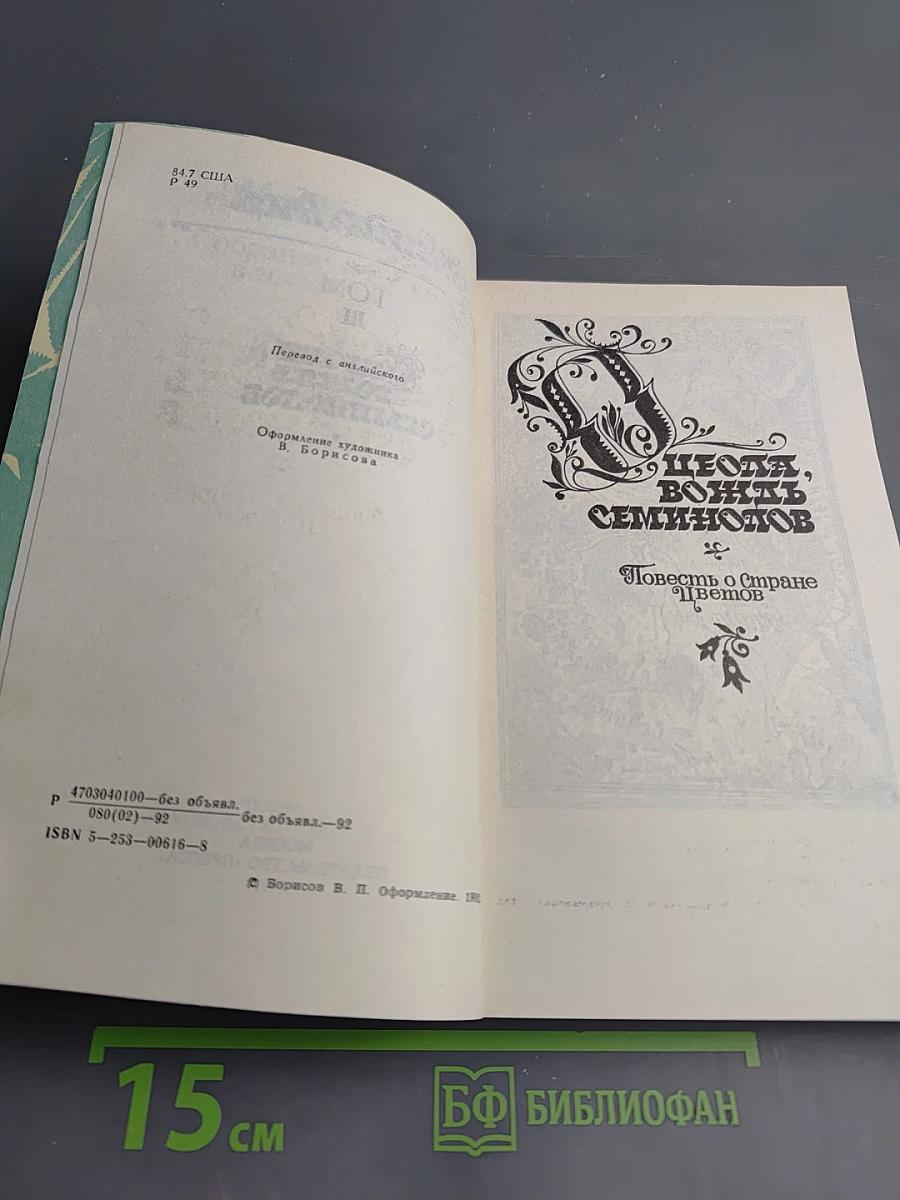 84.7 США
Р 49
Перевод с английского
Оформление художника
В. Борисова
Р 4703040100—без объявл. без объявл.—92
080(02)—92
ISBN 5—253—00616—8
© Борисов В. П. Оформление.
ОЦЕОЛА,
ВОЖДЬ
СЕМИНОЛОВ
Повесть о Стране
Цветов
15 см
БФ БИБЛИОФАН